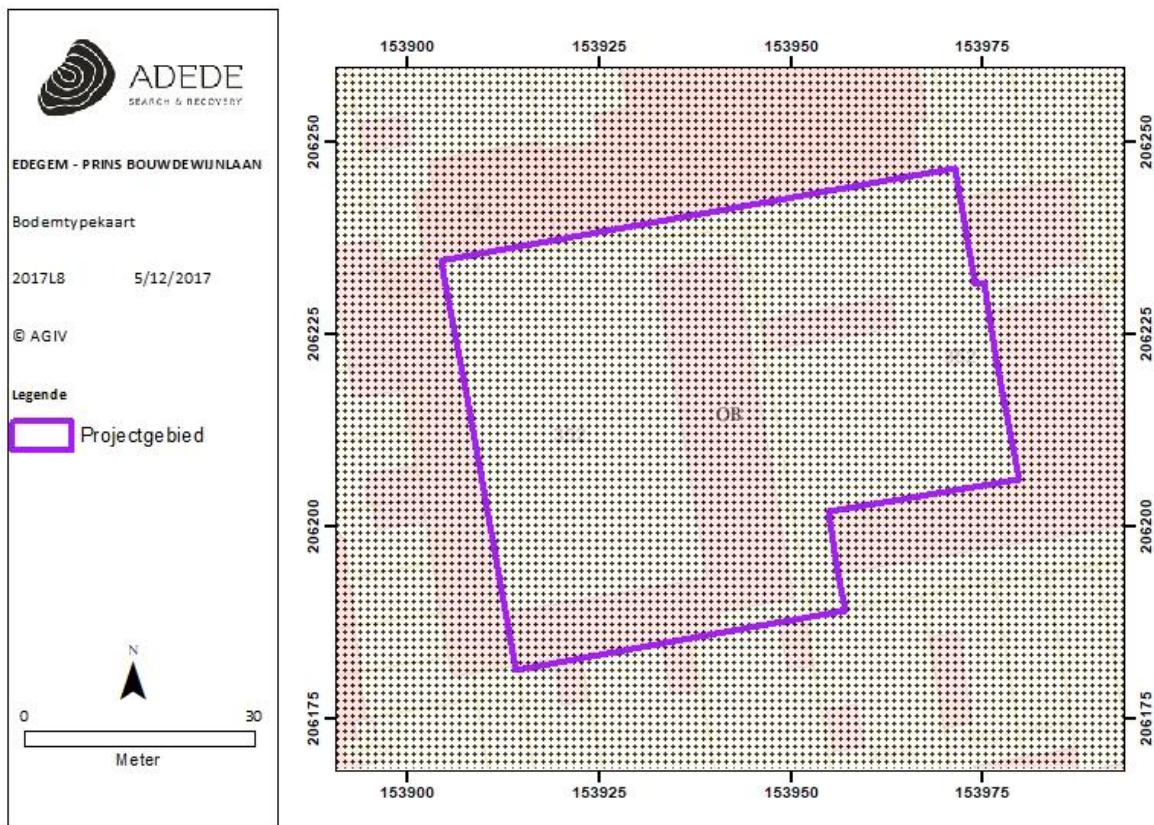 ADEDE
SEARCH & RECOVERY
EDEGEM - PRINS BOUWDEWIJNLAAN
Bodemtypekaart
2017L8 5/12/2017
© AGIV
Legende
Projectgebied
N
0 30
Meter
153900 153925 153950 153975
206250 206250
206225 206225
OB
206200 206200
206175 206175
153900 153925 153950 153975